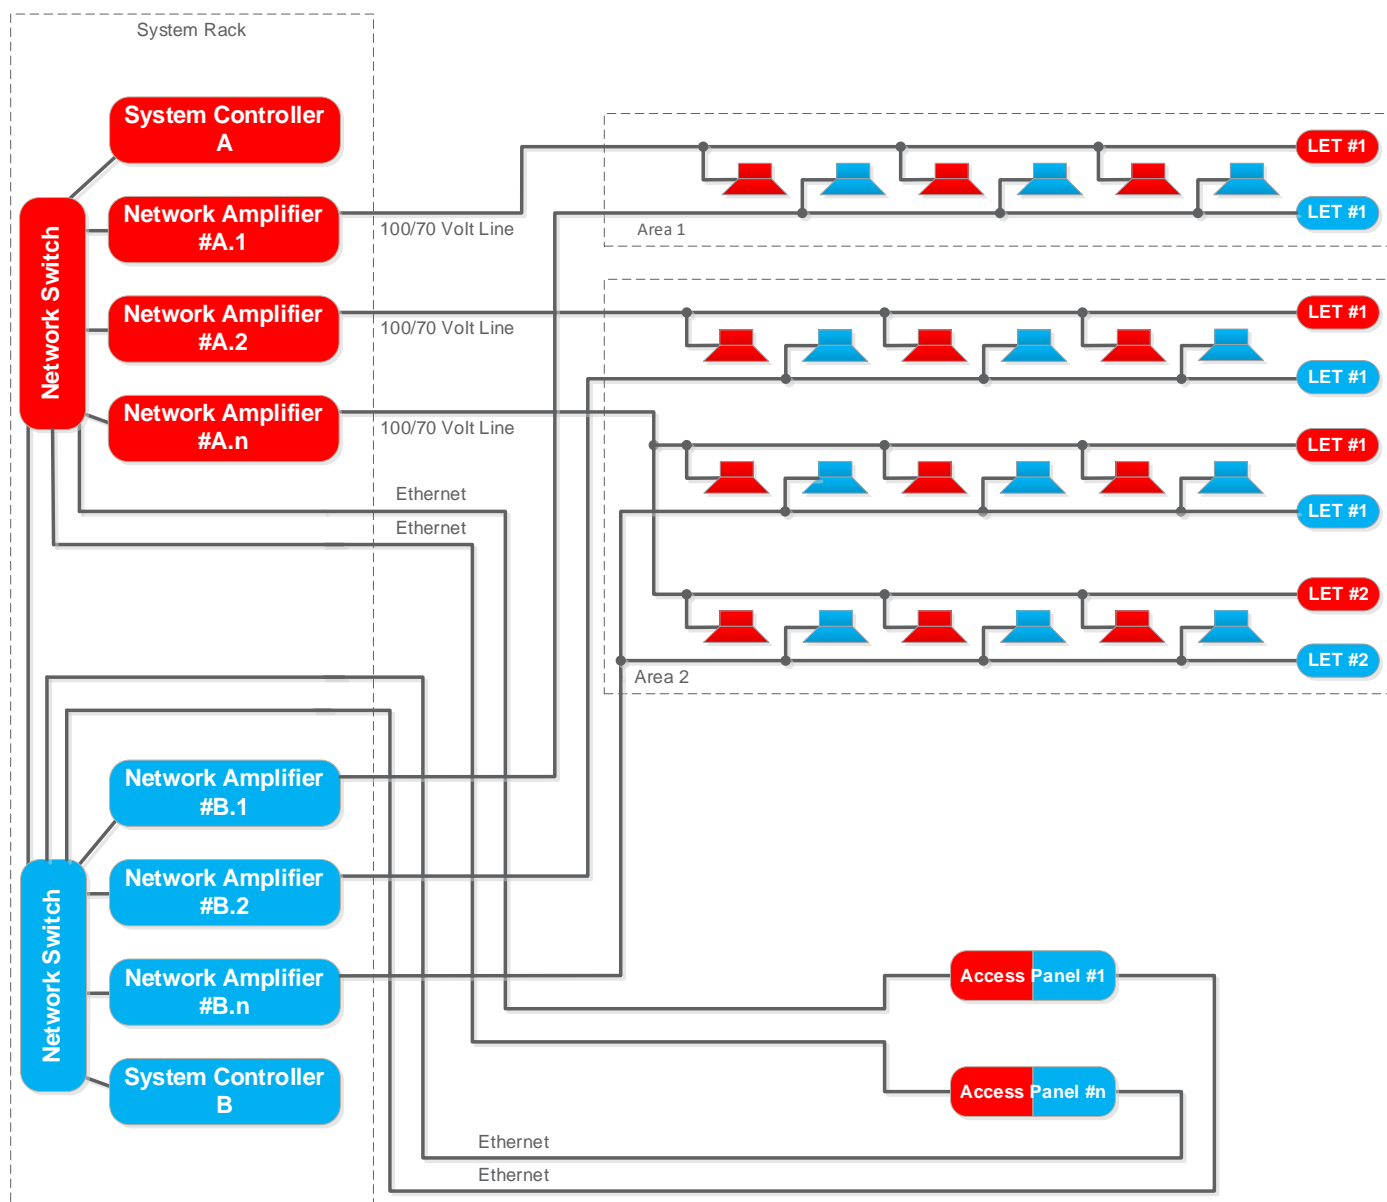 System Rack
System Controller
A
Network Amplifier
#A.1
Network Amplifier
#A.2
Network Amplifier
#A.n
Network Switch
100/70 Volt Line
100/70 Volt Line
100/70 Volt Line
Ethernet
Ethernet
LET #1
LET #1
Area 1
LET #1
LET #1
LET #1
LET #1
LET #2
LET #2
Area 2
Network Amplifier
#B.1
Network Amplifier
#B.2
Network Amplifier
#B.n
System Controller
B
Network Switch
Access Panel #1
Access Panel #n
Ethernet
Ethernet